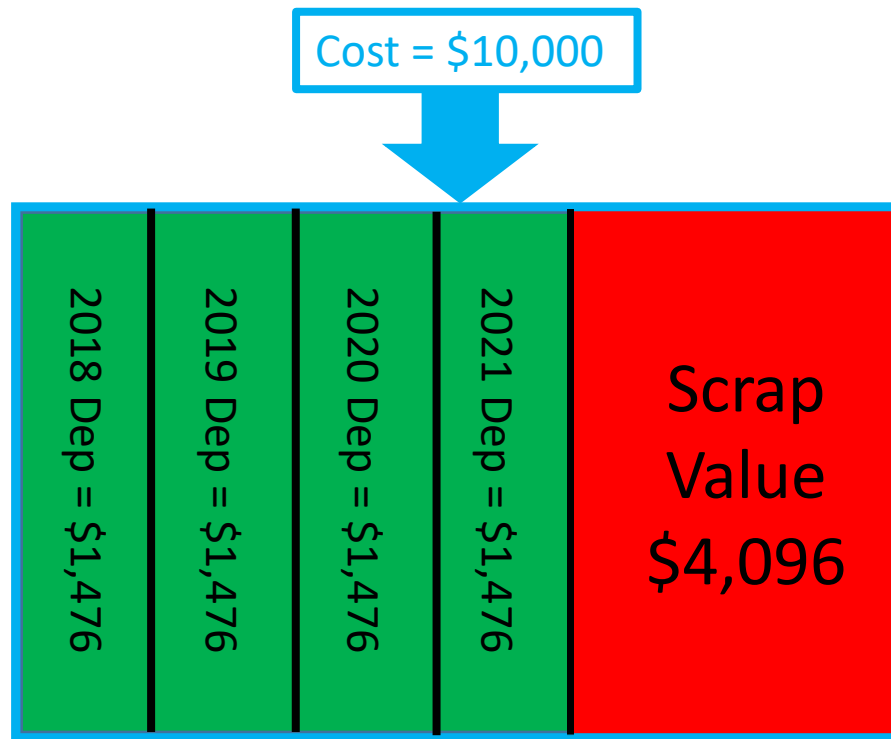 Cost = $10,000
2018 Dep = $1,476
2019 Dep = $1,476
2020 Dep = $1,476
2021 Dep = $1,476
Scrap
Value
$4,096